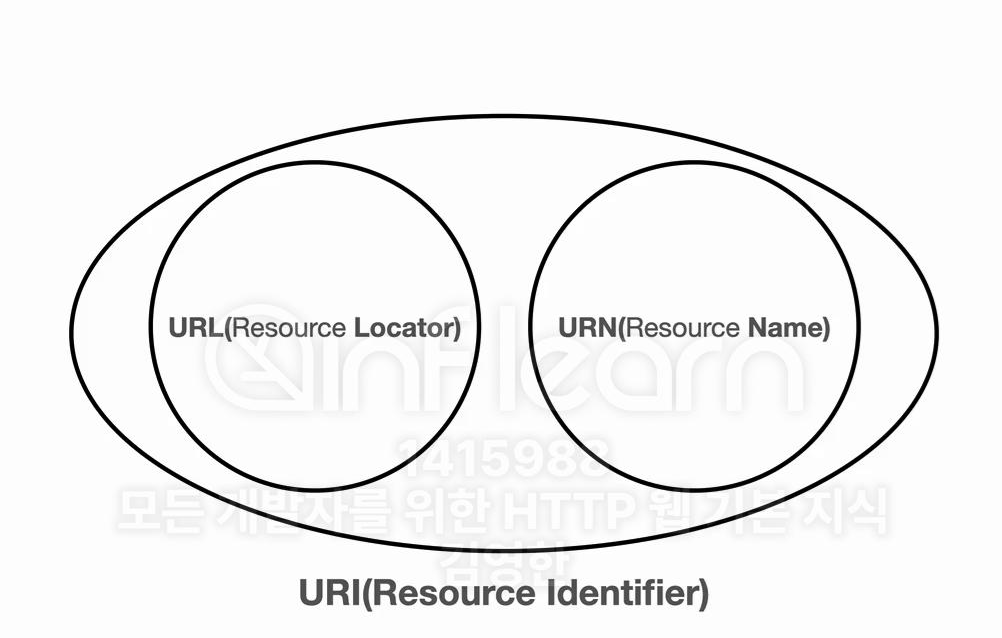 URL(Resource Locator)
URN(Resource Name)
inflearn
1415982
모든 개발자를 위한 HTTP 웹 기본 지식
김영한
URI(Resource Identifier)